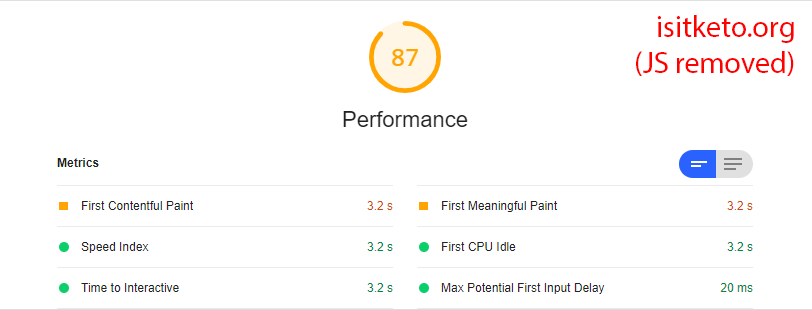 isitketo.org
(JS removed)
87
Performance
Metrics
First Contentful Paint 3.2 s
First Meaningful Paint 3.2 s
Speed Index 3.2 s
First CPU Idle 3.2 s
Time to Interactive 3.2 s
Max Potential First Input Delay 20 ms